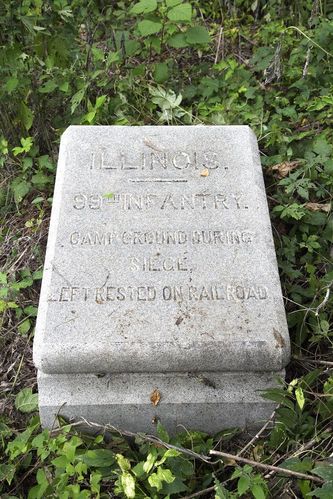 ILLINOIS.
99TH INFANTRY.
CAMP GROUND DURING
SIEGE,
LEFT RESTED ON RAILROAD